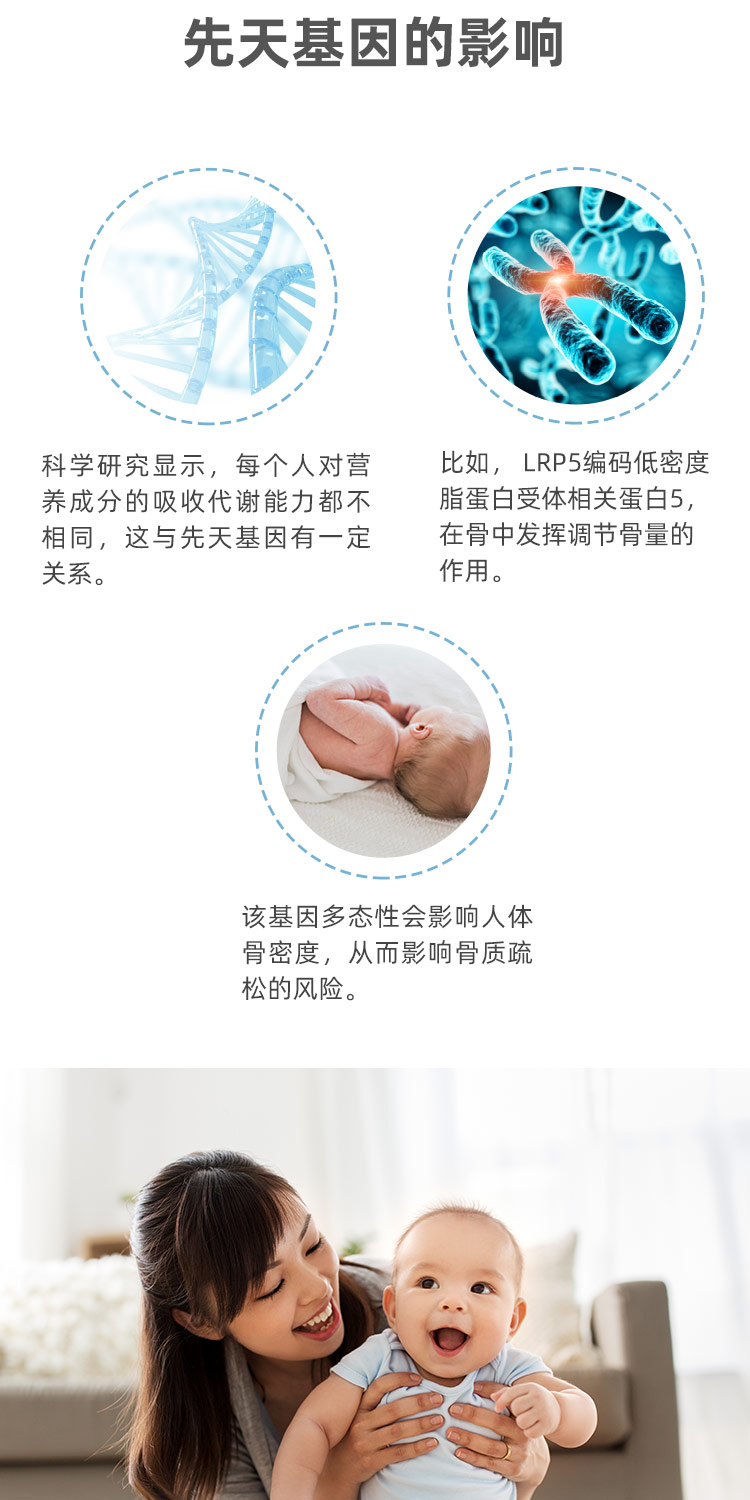 先天基因的影响
科学研究显示，每个人对营
养成分的吸收代谢能力都不
相同，这与先天基因有一定
关系。
比如， LRP5编码低密度
脂蛋白受体相关蛋白5，
在骨中发挥调节骨量的
作用。
该基因多态性会影响人体
骨密度，从而影响骨质疏
松的风险。